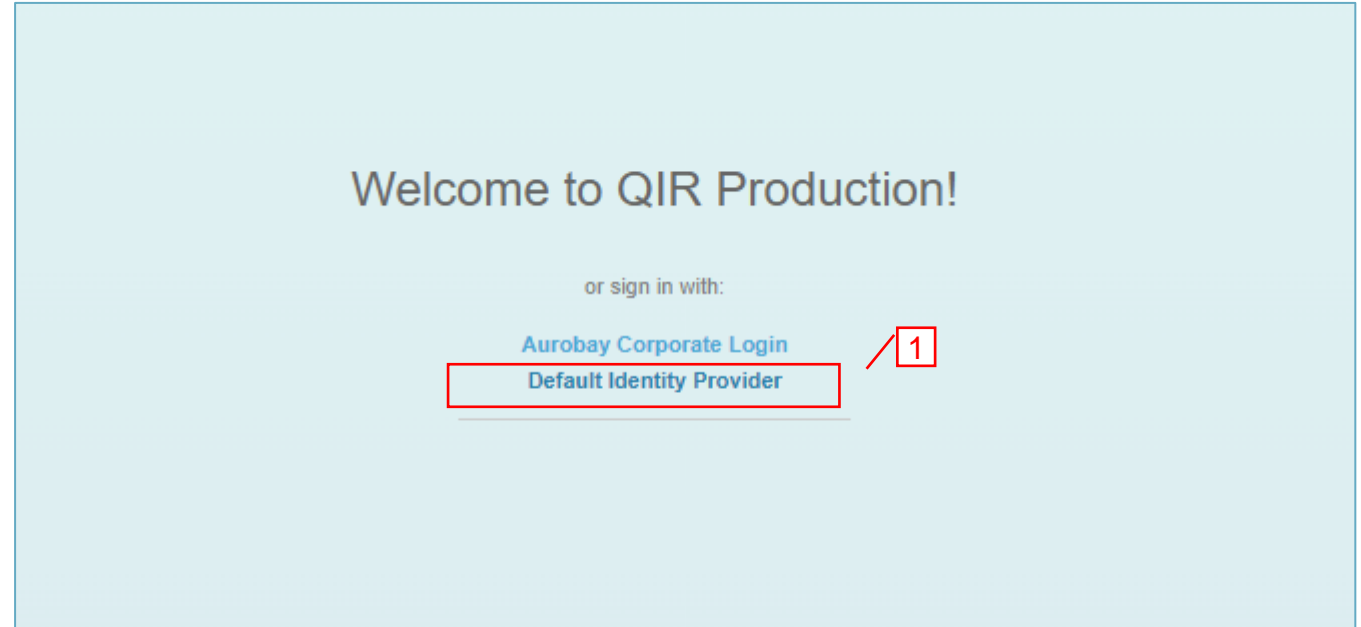 Welcome to QIR Production!
or sign in with:
Aurobay Corporate Login
1
Default Identity Provider